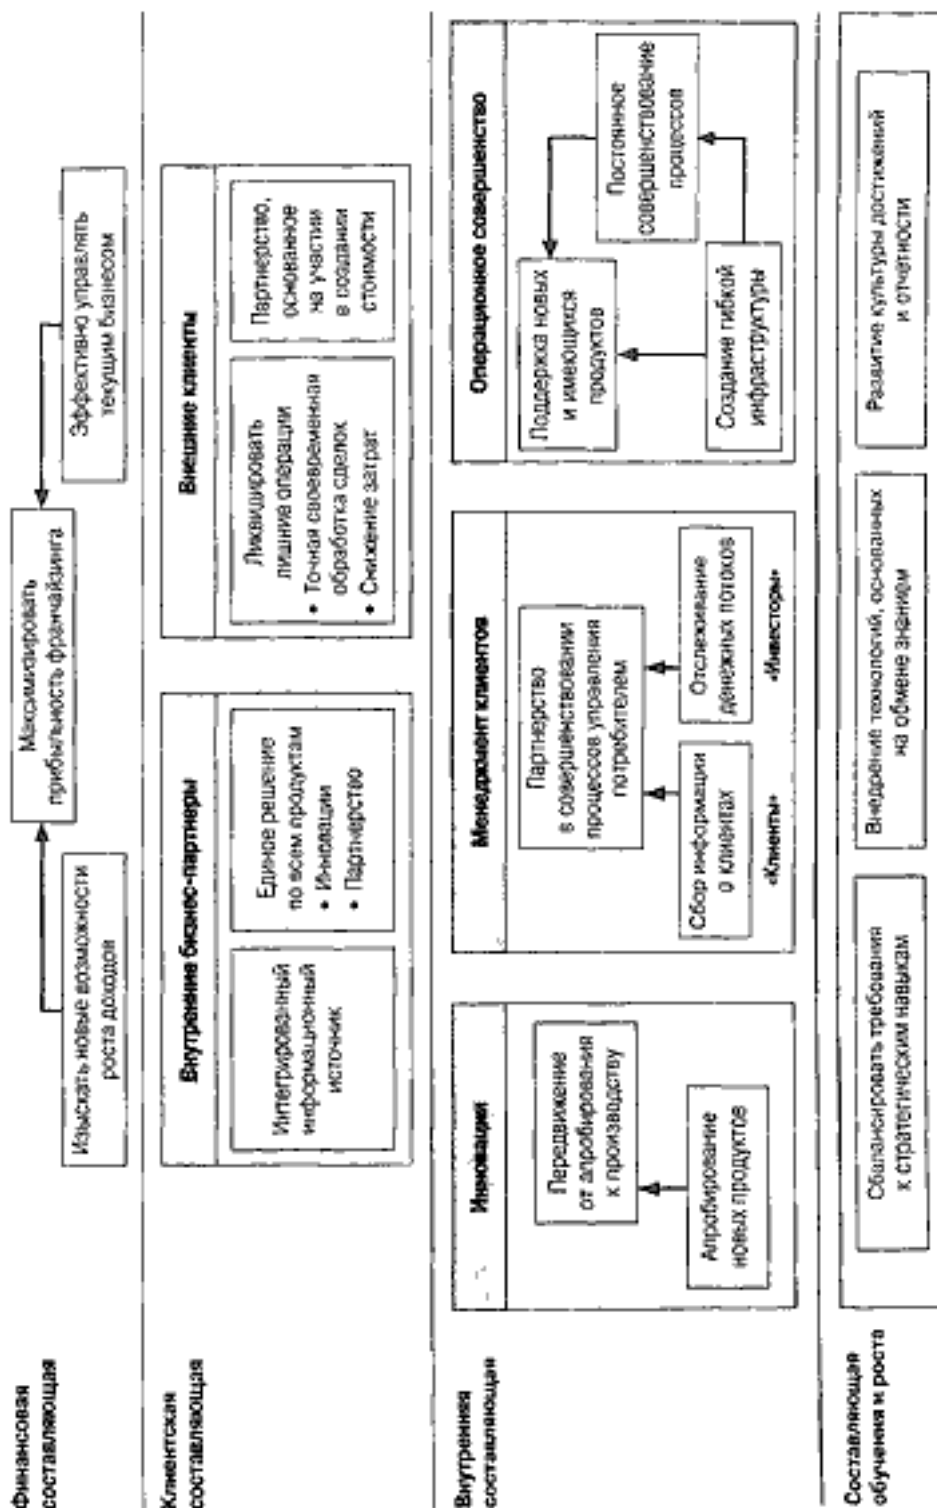 Финансовая
составляющая
Максимизировать
прибыльность франчайзинга
Изыскать новые возможности
роста доходов
Эффективно управлять
текущим бизнесом
Клиентская
составляющая
Внутренние бизнес-партнеры
Интегрированный
информационный
источник
Единое решение
по всем продуктам
• Инновации
• Партнерство
Внешние клиенты
Ликвидировать
лишние операции
• Точная своевременная
обработка сделок
• Снижение затрат
Партнерство,
основанное
на участии
в создании
стоимости
Внутренняя
составляющая
Инновации
Передвижение
от апробирования
к производству
Апробирование
новых продуктов
Менеджмент клиентов
Партнерство
в совершенствовании
процессов управления
потребителем
Сбор информации
о клиентах
«Клиенты»
Отслеживание
денежных потоков
«Инвесторы»
Операционное совершенство
Поддержка новых
и имеющихся
продуктов
Постоянное
совершенствование
процессов
Создание гибкой
инфраструктуры
Составляющая
обучения и роста
Сбалансировать требования
к стратегическим навыкам
Внедрение технологий, основанных
на обмене знанием
Развитие культуры достижений
и отчетности